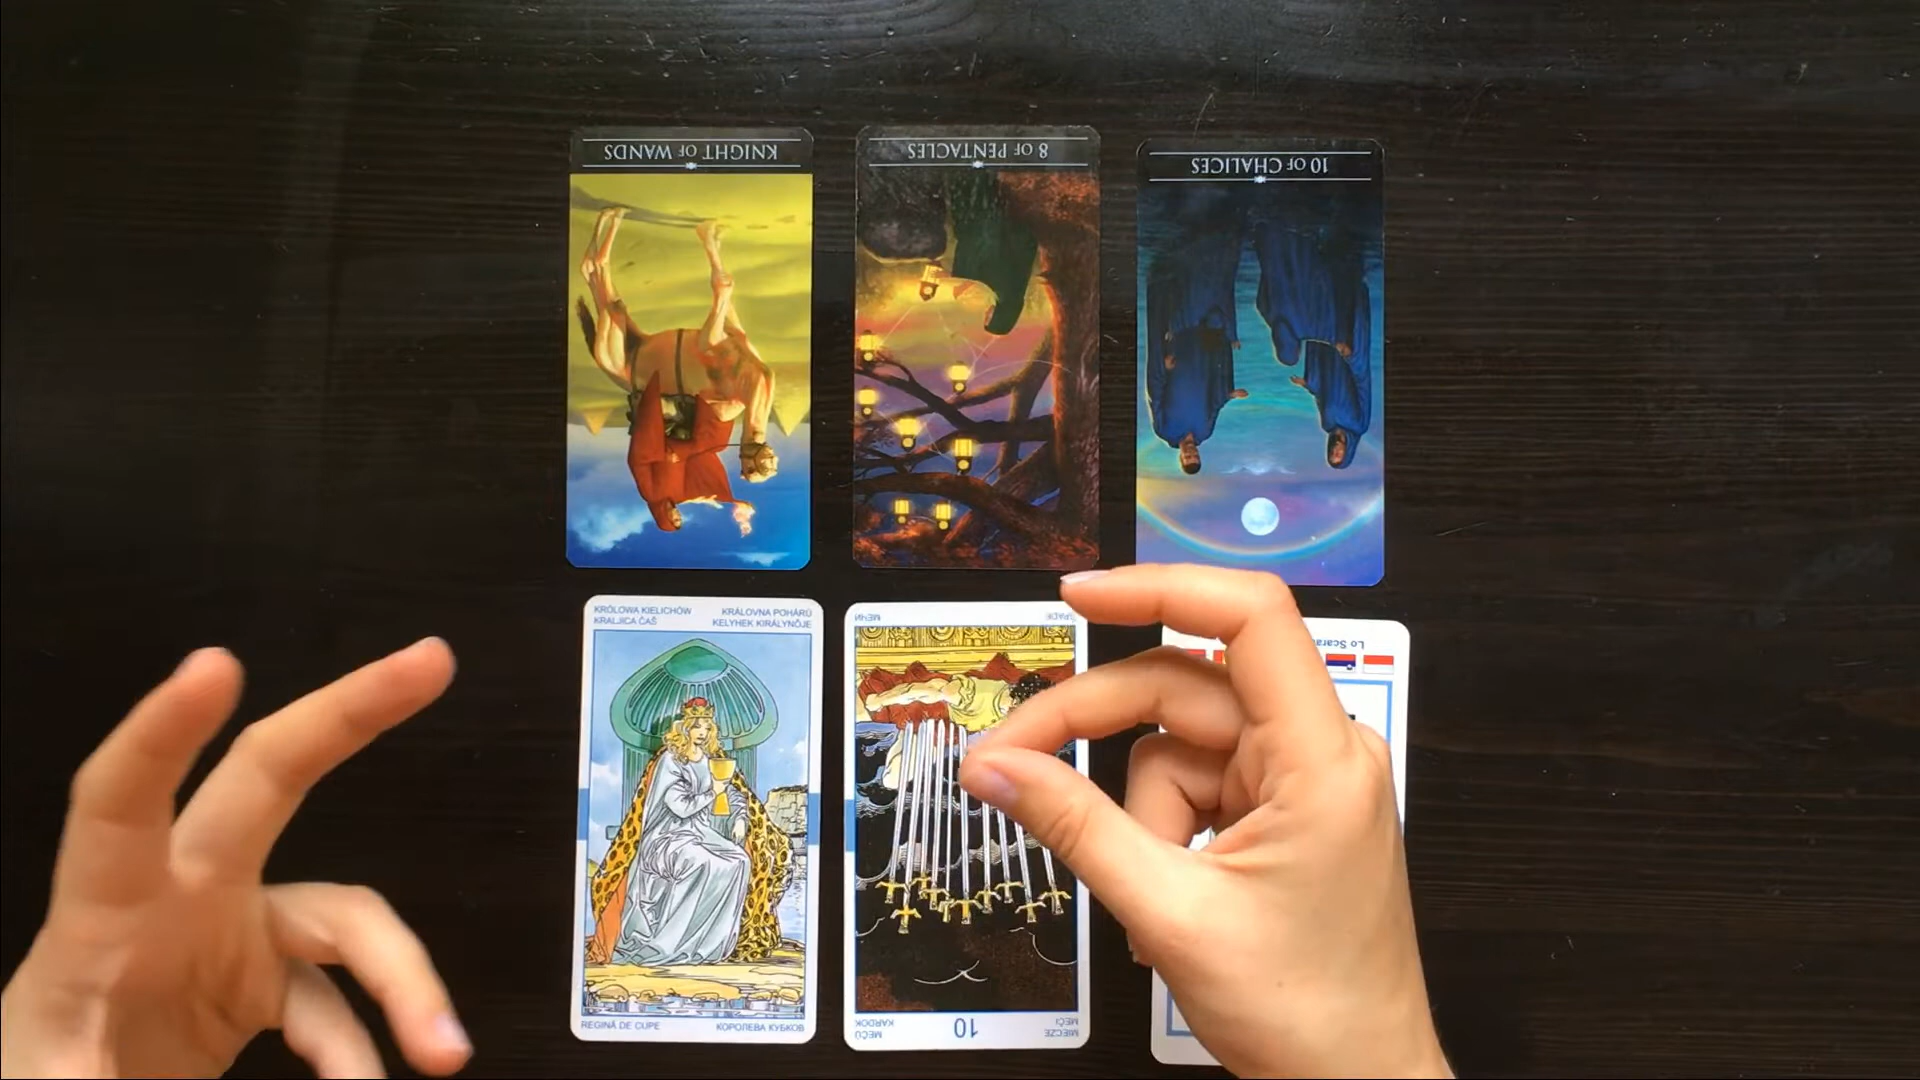 KNIGHT OF WANDS
8 OF PENTACLES
10 OF CHALICES
KRÓLOWA KIELICHÓW
KRALJICA ČAŠ
KRÁLOVNA POHÁRŮ
KELYHEK KIRÁLYNŐJE
REGINĂ DE CUPE
КОРОЛЕВА КУБКОВ
МЕЧИ
10
MIECZE
MEČI
MEČŮ
KARDOK
Lo